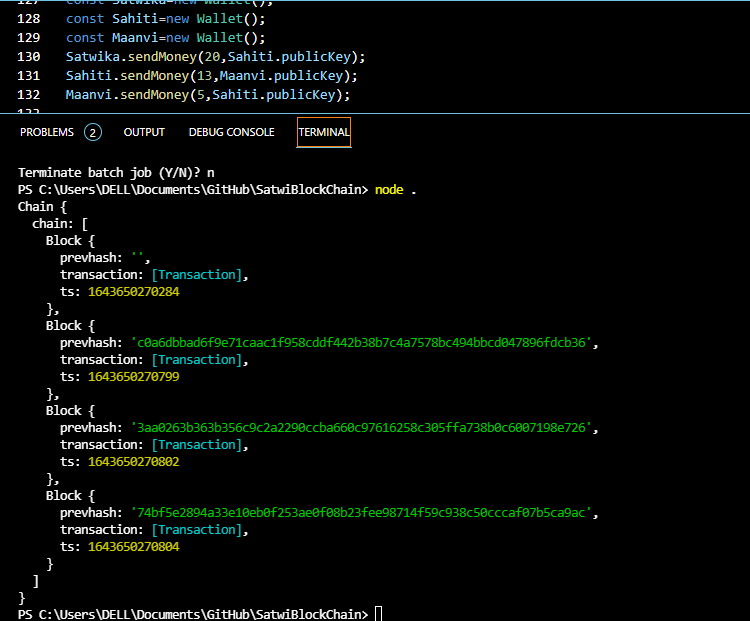 127   const Satwika=new Wallet();
128   const Sahiti=new Wallet();
129   const Maanvi=new Wallet();
130   Satwika.sendMoney(20,Sahiti.publicKey);
131   Sahiti.sendMoney(13,Maanvi.publicKey);
132   Maanvi.sendMoney(5,Sahiti.publicKey);
133
PROBLEMS 2 OUTPUT DEBUG CONSOLE TERMINAL
Terminate batch job (Y/N)? n
PS C:\Users\DELL\Documents\GitHub\SatwiBlockChain> node .
Chain {
  chain: [
    Block {
      prevhash: '',
      transaction: [Transaction],
      ts: 1643650270284
    },
    Block {
      prevhash: 'c0a6dbbad6f9e71caac1f958cddf442b38b7c4a7578bc494bbcd047896fdcb36',
      transaction: [Transaction],
      ts: 1643650270799
    },
    Block {
      prevhash: '3aa0263b363b356c9c2a2290ccba660c97616258c305ffa738b0c6007198e726',
      transaction: [Transaction],
      ts: 1643650270802
    },
    Block {
      prevhash: '74bf5e2894a33e10eb0f253ae0f08b23fee98714f59c938c50cccaf07b5ca9ac',
      transaction: [Transaction],
      ts: 1643650270804
    }
  ]
}
PS C:\Users\DELL\Documents\GitHub\SatwiBlockChain>